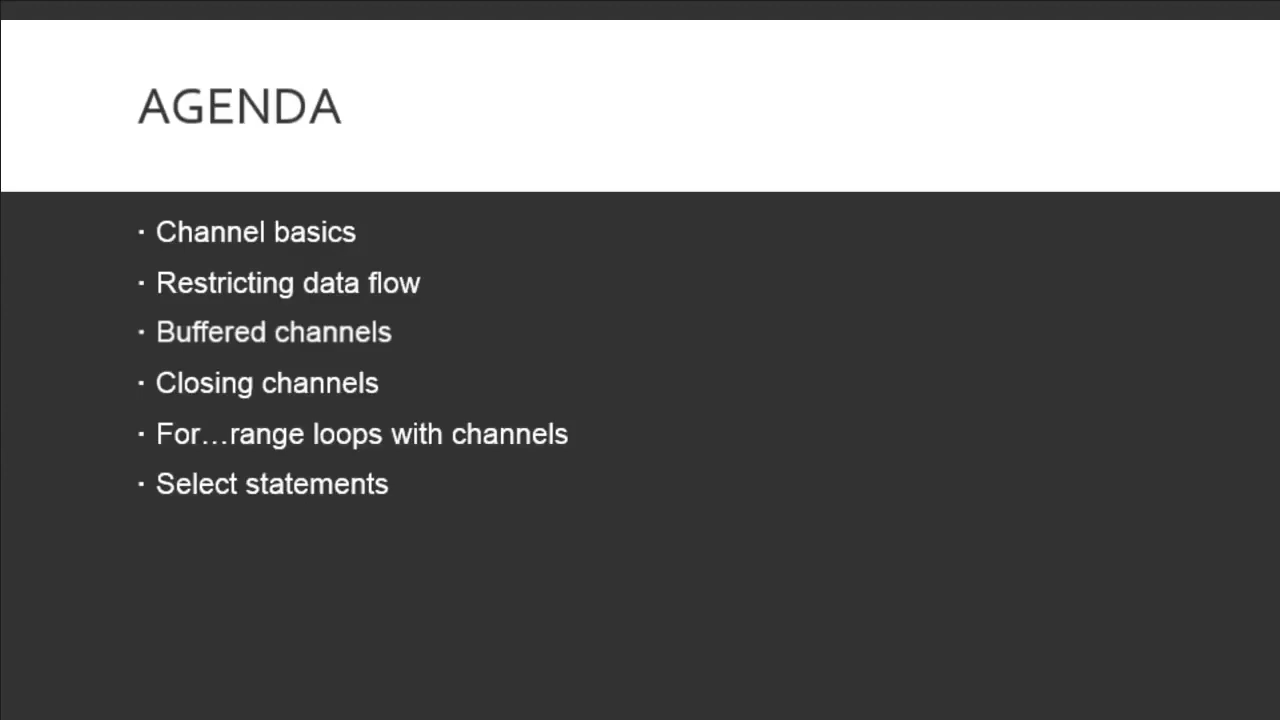 AGENDA
· Channel basics
· Restricting data flow
· Buffered channels
· Closing channels
· For…range loops with channels
· Select statements